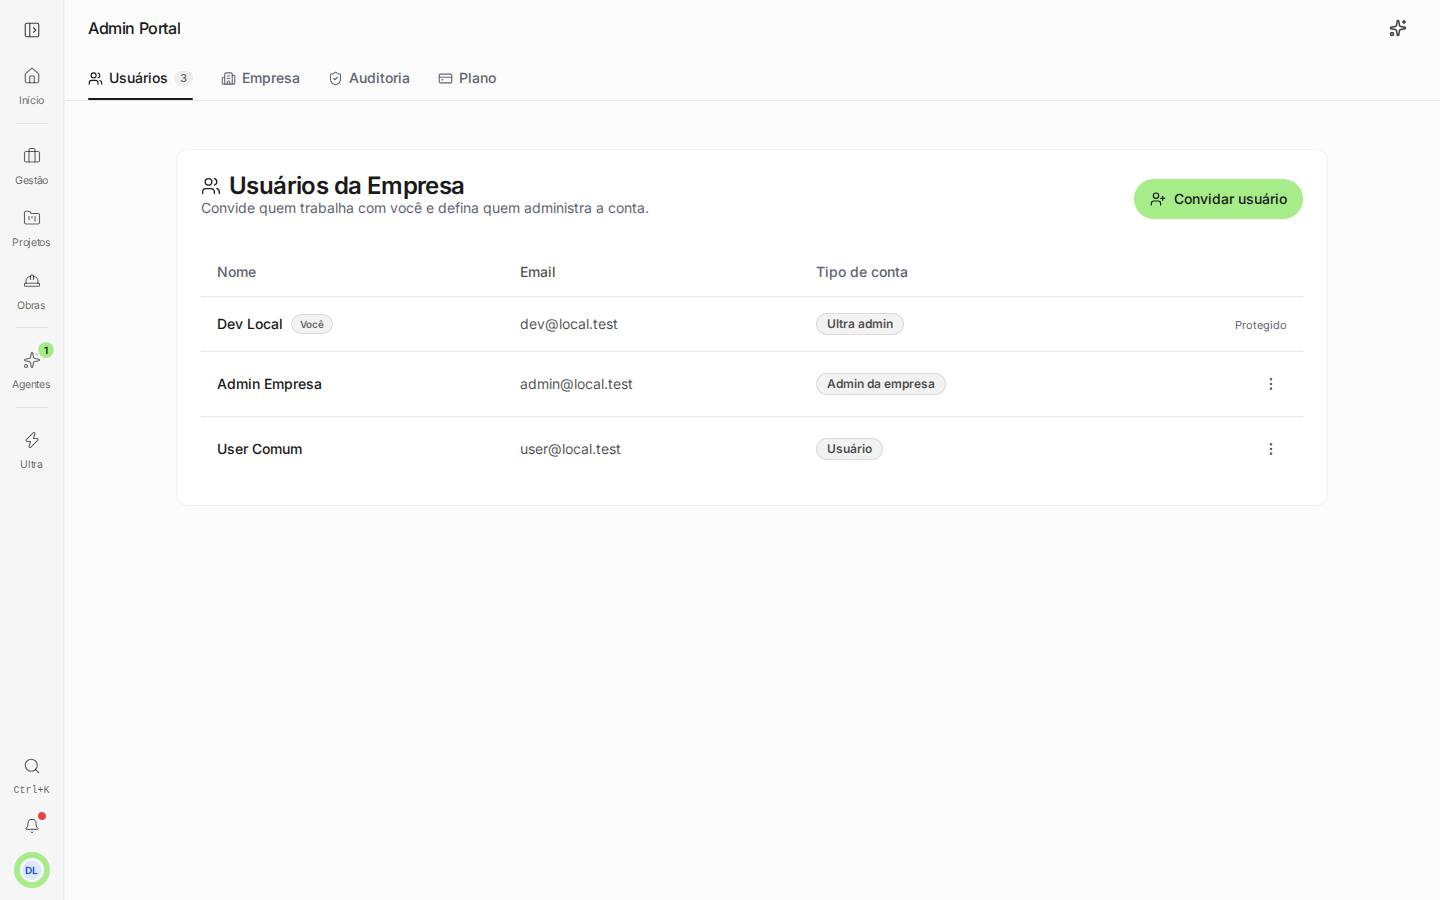 Admin Portal
Início
Gestão
Projetos
Obras
1
Agentes
Ultra
Ctrl+K
DL
Usuários 3 Empresa Auditoria Plano
Usuários da Empresa
Convide quem trabalha com você e defina quem administra a conta.
Convidar usuário
Nome Email Tipo de conta
Dev Local Você dev@local.test Ultra admin Protegido
Admin Empresa admin@local.test Admin da empresa
User Comum user@local.test Usuário